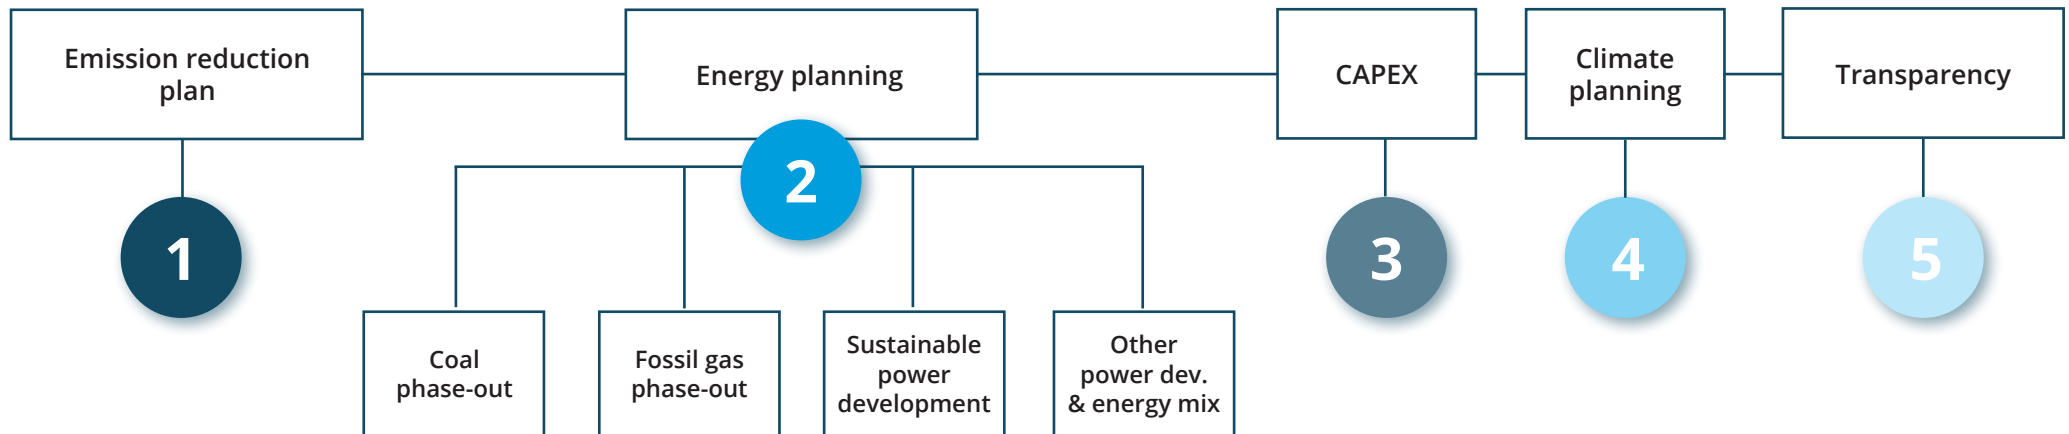 Emission reduction
plan
Energy planning
CAPEX
Climate
planning
Transparency
1
2
3
4
5
Coal
phase-out
Fossil gas
phase-out
Sustainable
power
development
Other
power dev.
& energy mix